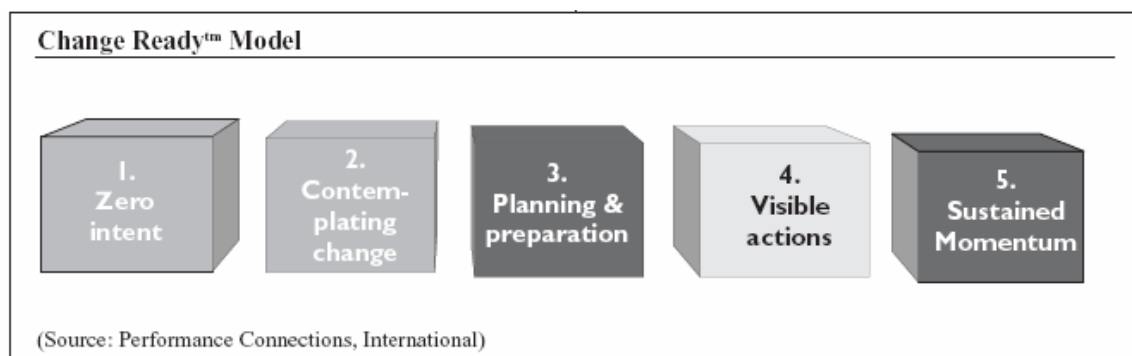 Change Ready™ Model
1.
Zero
intent
2.
Contem-
plating
change
3.
Planning &
preparation
4.
Visible
actions
5.
Sustained
Momentum
(Source: Performance Connections, International)